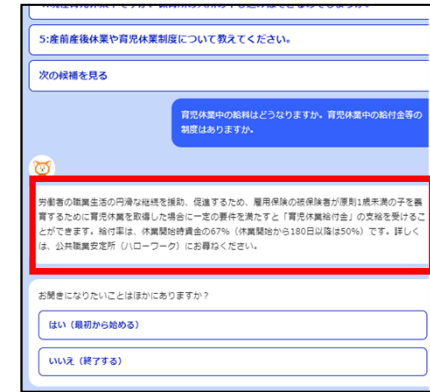 5:産前産後休業や育児休業制度について教えてください。
次の候補を見る
育児休業中の給料はどうなりますか。育児休業中の給付金等の
制度はありますか。
労働者の職業生活の円滑な継続を援助、促進するため、雇用保険の被保険者が原則1歳未満の子を養
育するために育児休業を取得した場合に一定の要件を満たすと「育児休業給付金」の支給を受けるこ
とができます。給付率は、休業開始時賃金の67%（休業開始から180日以降は50%）です。詳しく
は、公共職業安定所（ハローワーク）にお尋ねください。
お聞きになりたいことはほかにありますか？
はい（最初から始める）
いいえ（終了する）